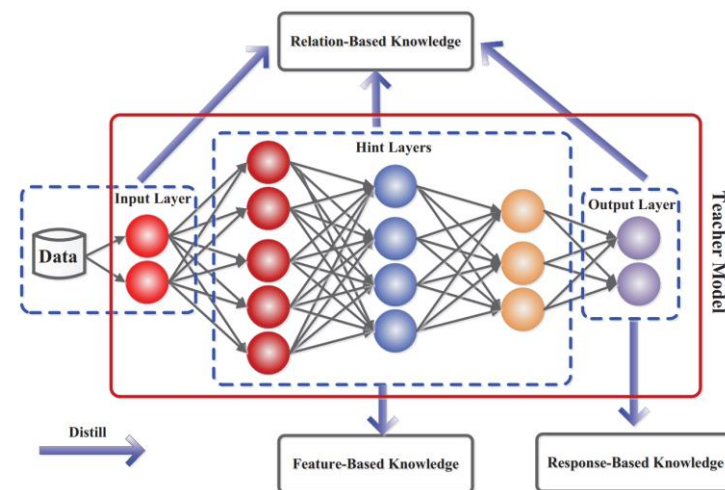 Relation-Based Knowledge
Hint Layers
Input Layer
Output Layer
Data
Teacher Model
Distill
Feature-Based Knowledge
Response-Based Knowledge